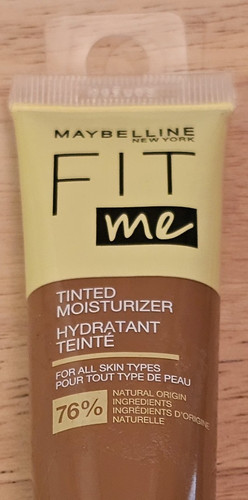 MAYBELLINE
NEW YORK
FIT
me
TINTED
MOISTURIZER
HYDRATANT
TEINTÉ
FOR ALL SKIN TYPES
POUR TOUT TYPE DE PEAU
76%
NATURAL ORIGIN
INGREDIENTS
INGRÉDIENTS D'ORIGINE
NATURELLE